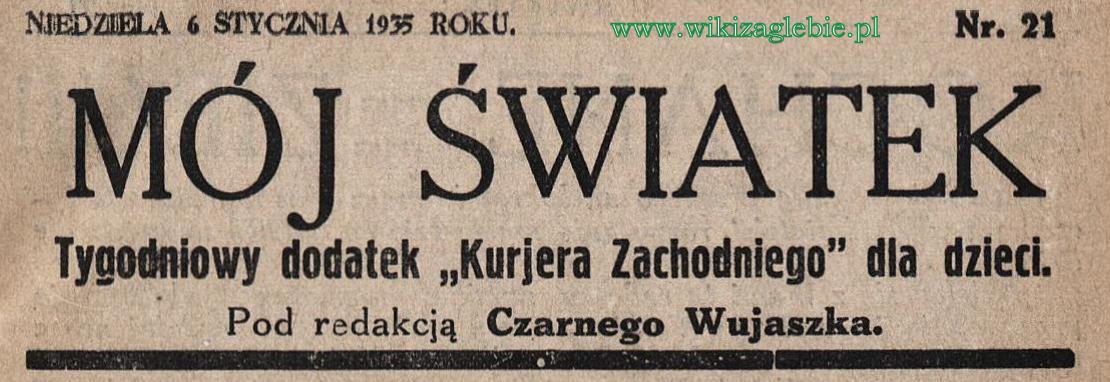 NIEDZIELA 6 STYCZNIA 1935 ROKU. www.wikizaglebie.pl Nr. 21
MÓJ ŚWIATEK
Tygodniowy dodatek „Kurjera Zachodniego” dla dzieci.
Pod redakcją Czarnego Wujaszka.